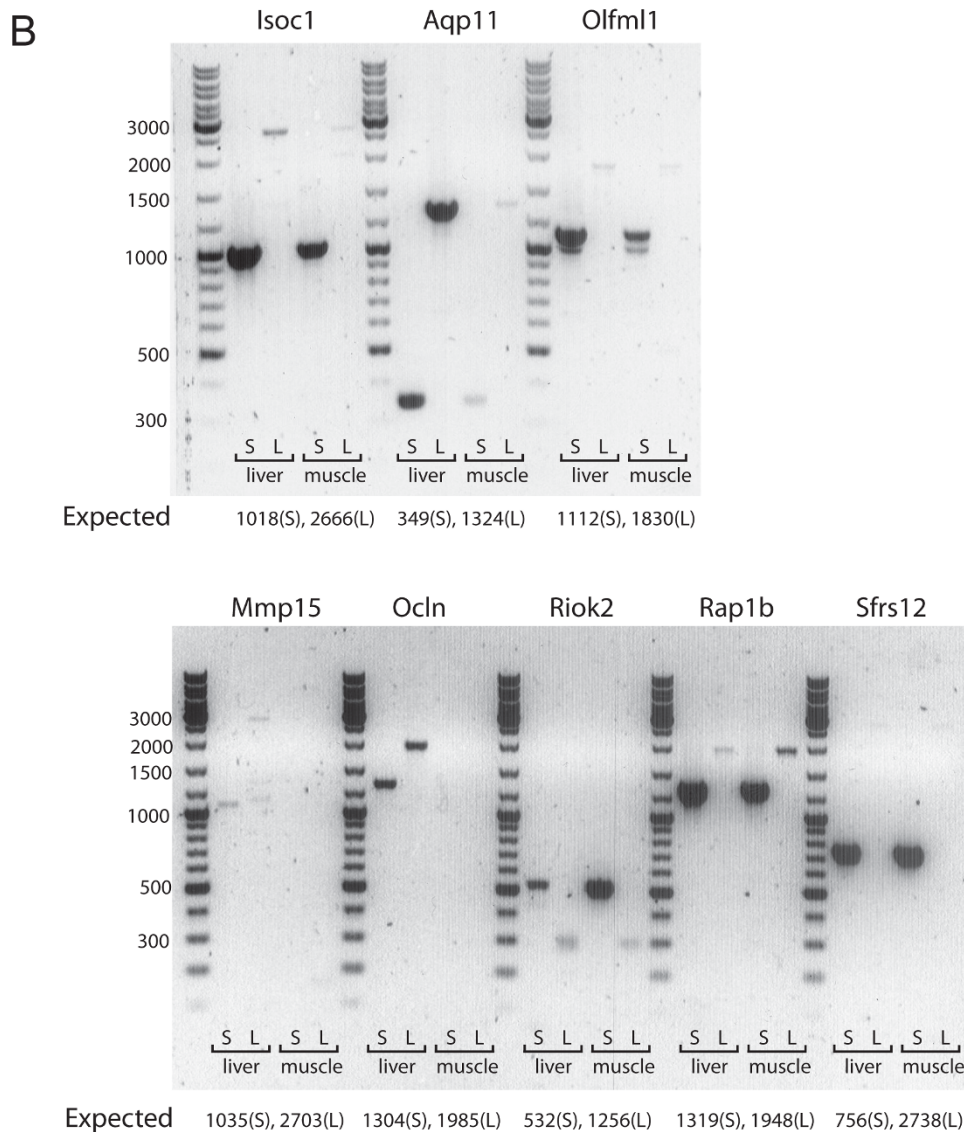 B
Isoc1 Aqp11 Olfml1
3000
2000
1500
1000
500
300
S L S L S L S L S L S L
liver muscle liver muscle liver muscle
Expected 1018(S), 2666(L) 349(S), 1324(L) 1112(S), 1830(L)
Mmp15 Ocln Riok2 Rap1b Sfrs12
3000
2000
1500
1000
500
300
S L S L S L S L S L S L S L S L S L S L
liver muscle liver muscle liver muscle liver muscle liver muscle
Expected 1035(S), 2703(L) 1304(S), 1985(L) 532(S), 1256(L) 1319(S), 1948(L) 756(S), 2738(L)